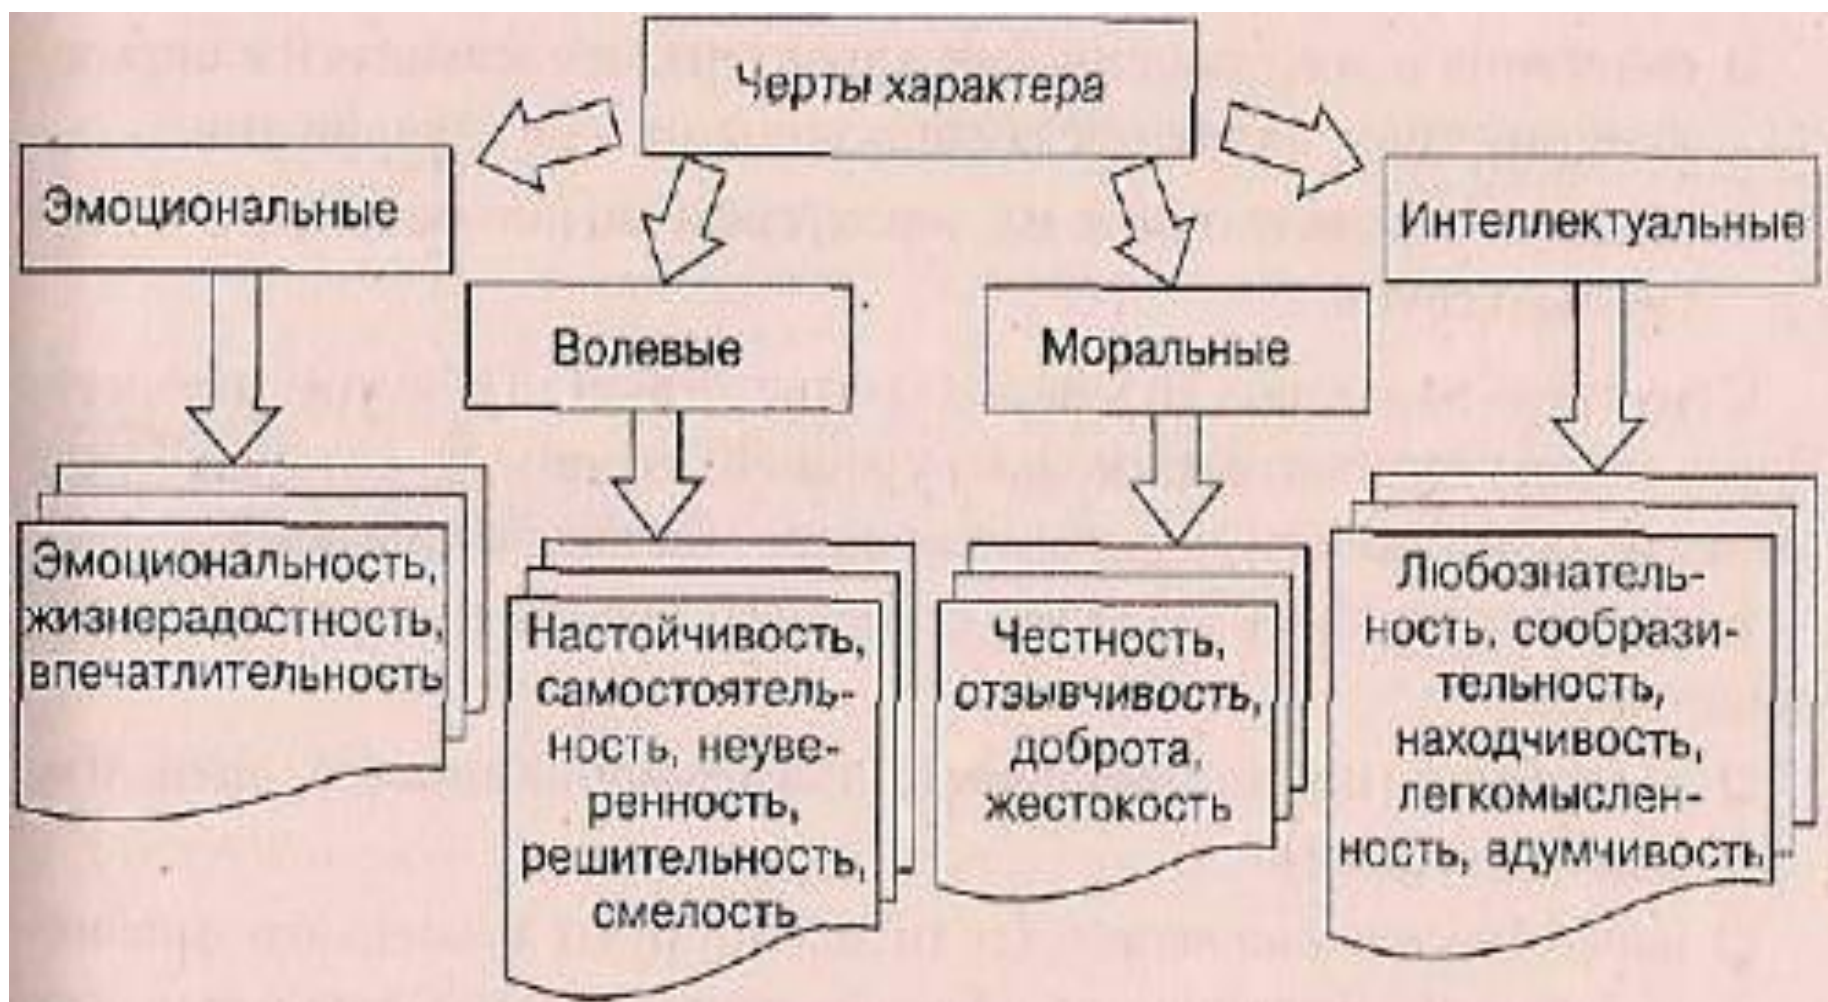 Черты характера
Эмоциональные
Волевые
Моральные
Интеллектуальные
Эмоциональность,
жизнерадостность,
впечатлительность
Настойчивость,
самостоятель-
ность, неуве-
ренность,
решительность,
смелость
Честность,
отзывчивость,
доброта,
жестокость
Любознатель-
ность, сообрази-
тельность,
находчивость,
легкомыслен-
ность, вдумчивость